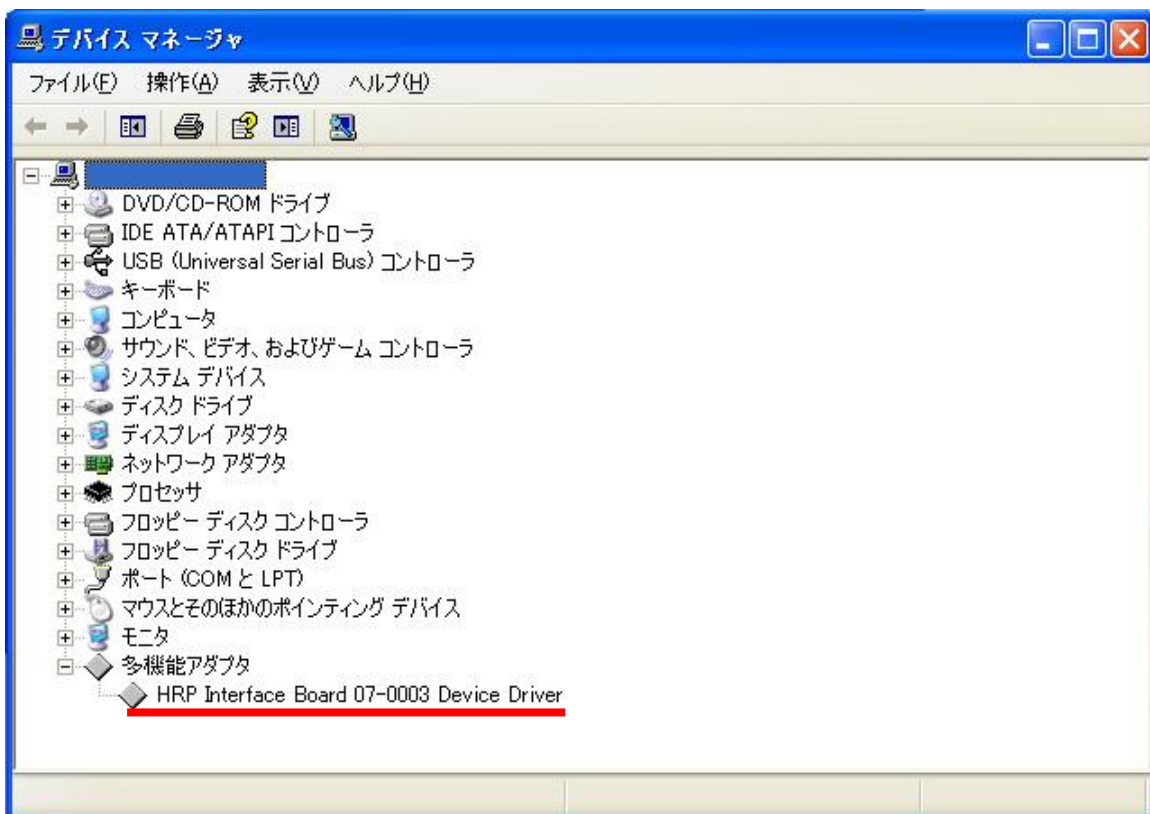 デバイス マネージャ
ファイル(F) 操作(A) 表示(V) ヘルプ(H)
DVD/CD-ROM ドライブ
IDE ATA/ATAPI コントローラ
USB (Universal Serial Bus) コントローラ
キーボード
コンピュータ
サウンド、ビデオ、およびゲーム コントローラ
システム デバイス
ディスク ドライブ
ディスプレイ アダプタ
ネットワーク アダプタ
プロセッサ
フロッピー ディスク コントローラ
フロッピー ディスク ドライブ
ポート (COM と LPT)
マウスとそのほかのポインティング デバイス
モニタ
多機能アダプタ
HRP Interface Board 07-0003 Device Driver